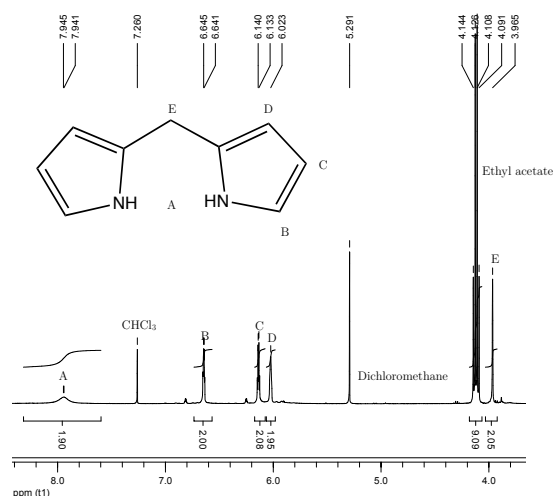 7.945
7.941
7.260
6.645
6.641
6.140
6.133
6.023
5.291
4.144
4.126
4.108
4.091
3.965
E
D
C
B
A
NH
HN
Ethyl acetate
E
CHCl3
B
C
D
A
Dichloromethane
1.90
2.00
2.08
1.95
9.09
2.05
8.0
7.0
6.0
5.0
4.0
ppm (t1)